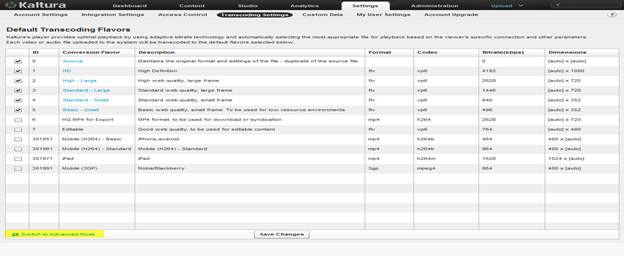 Kaltura Dashboard Content Studio Analytics Settings Administration Upload
Account Settings Integration Settings Access Control Transcoding Settings Custom Data My User Settings Account Upgrade ?
Default Transcoding Flavors
Kaltura's player provides optimal playback by using adaptive bitrate technology and automatically selecting the most appropriate file for playback based on the viewer's specific connection and other parameters.
Each video or audio file uploaded to the system will be transcoded to the default flavors selected below.
ID Conversion Flavor Description Format Codec Bitrate(kbps) Dimensions
0 Source Maintains the original format and settings of the file - duplicate of the source file 0 [auto] x [auto]
1 HD High Definition flv vp6 4192 [auto] x 1080
2 High - Large High web quality, large frame flv vp6 2628 [auto] x 720
3 Standard - Large Standard web quality, large frame flv vp6 1446 [auto] x 720
4 Standard - Small Standard web quality, small frame flv vp6 846 [auto] x 352
5 Basic - Small Basic web quality, small frame. To be used for low resource environments. flv vp6 496 [auto] x 352
6 HQ MP4 for Export MP4 format, to be used for download or syndication mp4 h264 2628 [auto] x 720
7 Editable Good web quality, to be used for editable content flv vp6 764 [auto] x 480
301951 Mobile (H264) - Basic iPhone,android mp4 h264b 464 480 x [auto]
301961 Mobile (H264) - Standard Mobile (H264) - Standard mp4 h264b 864 480 x [auto]
301971 iPad iPad mp4 h264m 1628 1024 x [auto]
301991 Mobile (3GP) Nokia/Blackberry 3gp mpeg4 864 480 x [auto]
Switch to Advanced Mode Save Changes